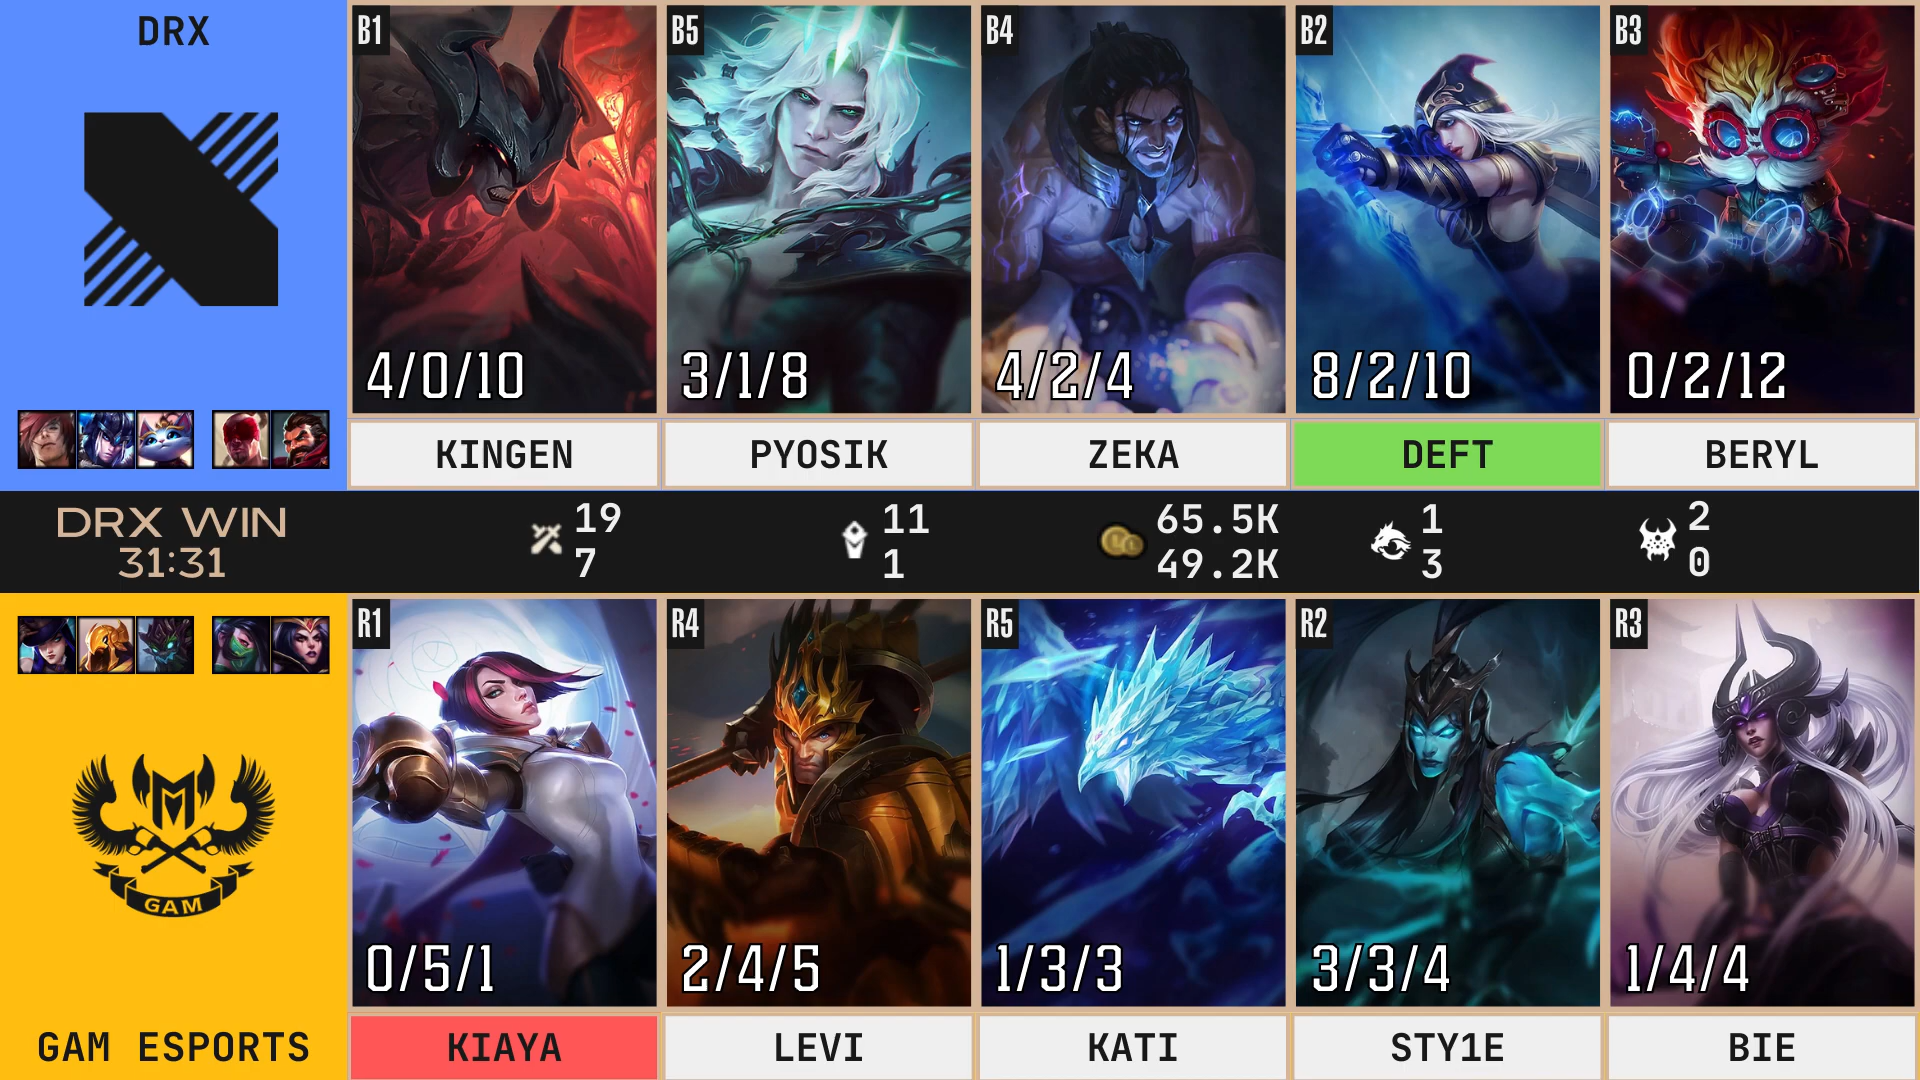 DRX
B1
B5
B4
B2
B3
4/0/10
3/1/8
4/2/4
8/2/10
0/2/12
KINGEN
PYOSIK
ZEKA
DEFT
BERYL
DRX WIN
31:31
19
7
11
1
65.5K
49.2K
1
3
2
0
R1
R4
R5
R2
R3
GAM
0/5/1
2/4/5
1/3/3
3/3/4
1/4/4
GAM ESPORTS
KIAYA
LEVI
KATI
STY1E
BIE